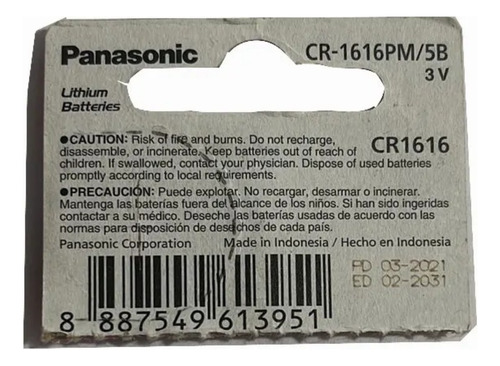 Panasonic
CR-1616PM/5B
3 V
Lithium
Batteries
●CAUTION: Risk of fire and burns. Do not recharge,
disassemble, or incinerate. Keep batteries out of reach of
children. If swallowed, contact your physician. Dispose of used batteries
promptly according to local requirements.
CR1616
●PRECAUCIÓN: Puede explotar. No recargar, desarmar o incinerar.
Mantenga las baterías fuera del alcance de los niños. Si han sido ingeridas
contactar a su médico. Deseche las baterías usadas de acuerdo con las
normas para disposición de desechos de cada país.
Panasonic Corporation
Made in Indonesia / Hecho en Indonesia
PD 03-2021
ED 02-2031
8 887549 613951